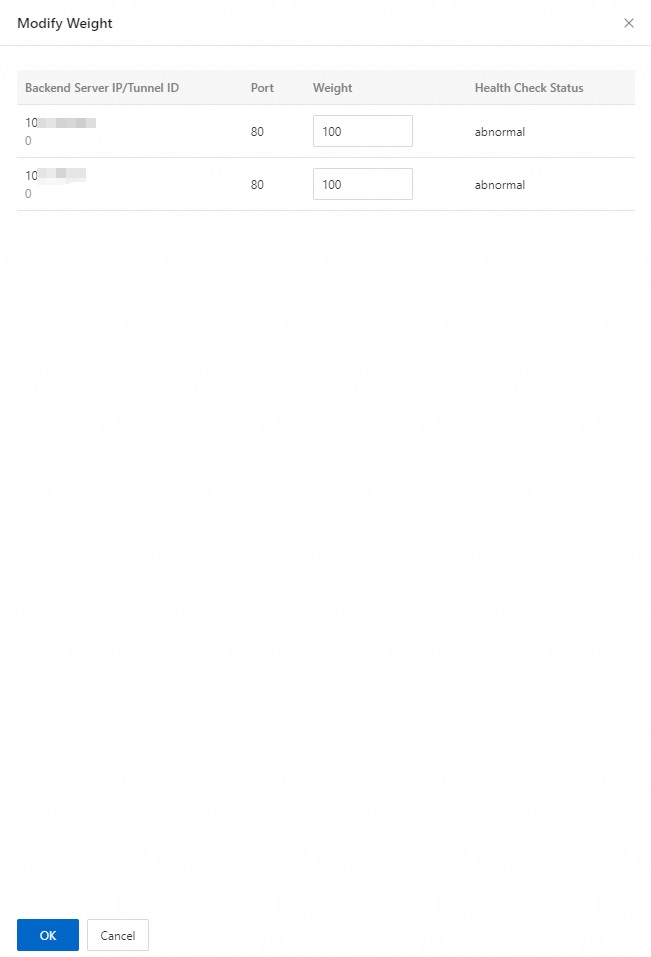 Modify Weight
Backend Server IP/Tunnel ID Port Weight Health Check Status
10
80 100 abnormal
0
10
80 100 abnormal
0
OK Cancel